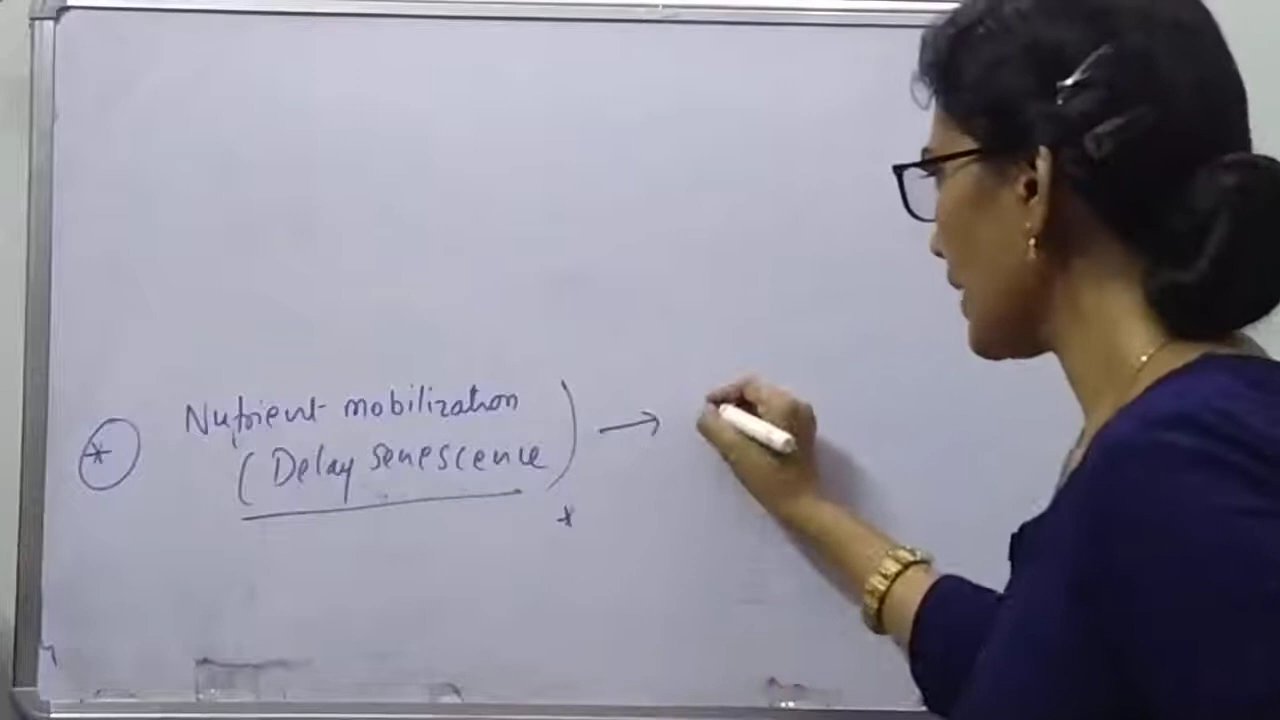 * Nutrient mobilization
(Delay senescence) →
*